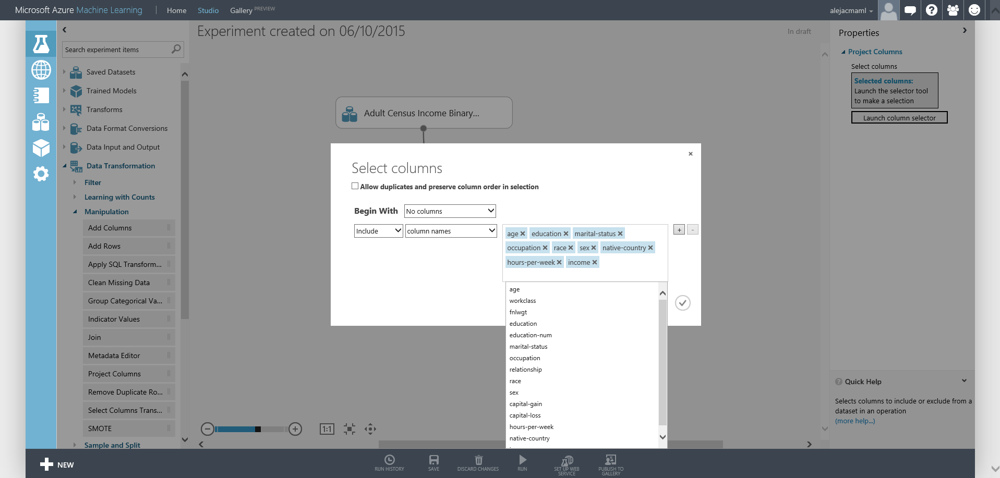 Microsoft Azure Machine Learning
Home
Studio
Gallery PREVIEW
alejacmaml
Search experiment items
Saved Datasets
Trained Models
Transforms
Data Format Conversions
Data Input and Output
Data Transformation
Filter
Learning with Counts
Manipulation
Add Columns
Add Rows
Apply SQL Transform...
Clean Missing Data
Group Categorical Va...
Indicator Values
Join
Metadata Editor
Project Columns
Remove Duplicate Ro...
Select Columns Trans...
SMOTE
Sample and Split
Experiment created on 06/10/2015
In draft
Adult Census Income Binary...
Select columns
Allow duplicates and preserve column order in selection
Begin With No columns
Include column names
age education marital-status
occupation race sex native-country
hours-per-week income
age
workclass
fnlwgt
education
education-num
marital-status
occupation
relationship
race
sex
capital-gain
capital-loss
hours-per-week
native-country
1:1
Properties
Project Columns
Select columns
Selected columns:
Launch the selector tool
to make a selection
Launch column selector
Quick Help
Selects columns to include or exclude from a
dataset in an operation
(more help...)
NEW
RUN HISTORY
SAVE
DISCARD CHANGES
RUN
SET UP WEB
SERVICE
PUBLISH TO
GALLERY